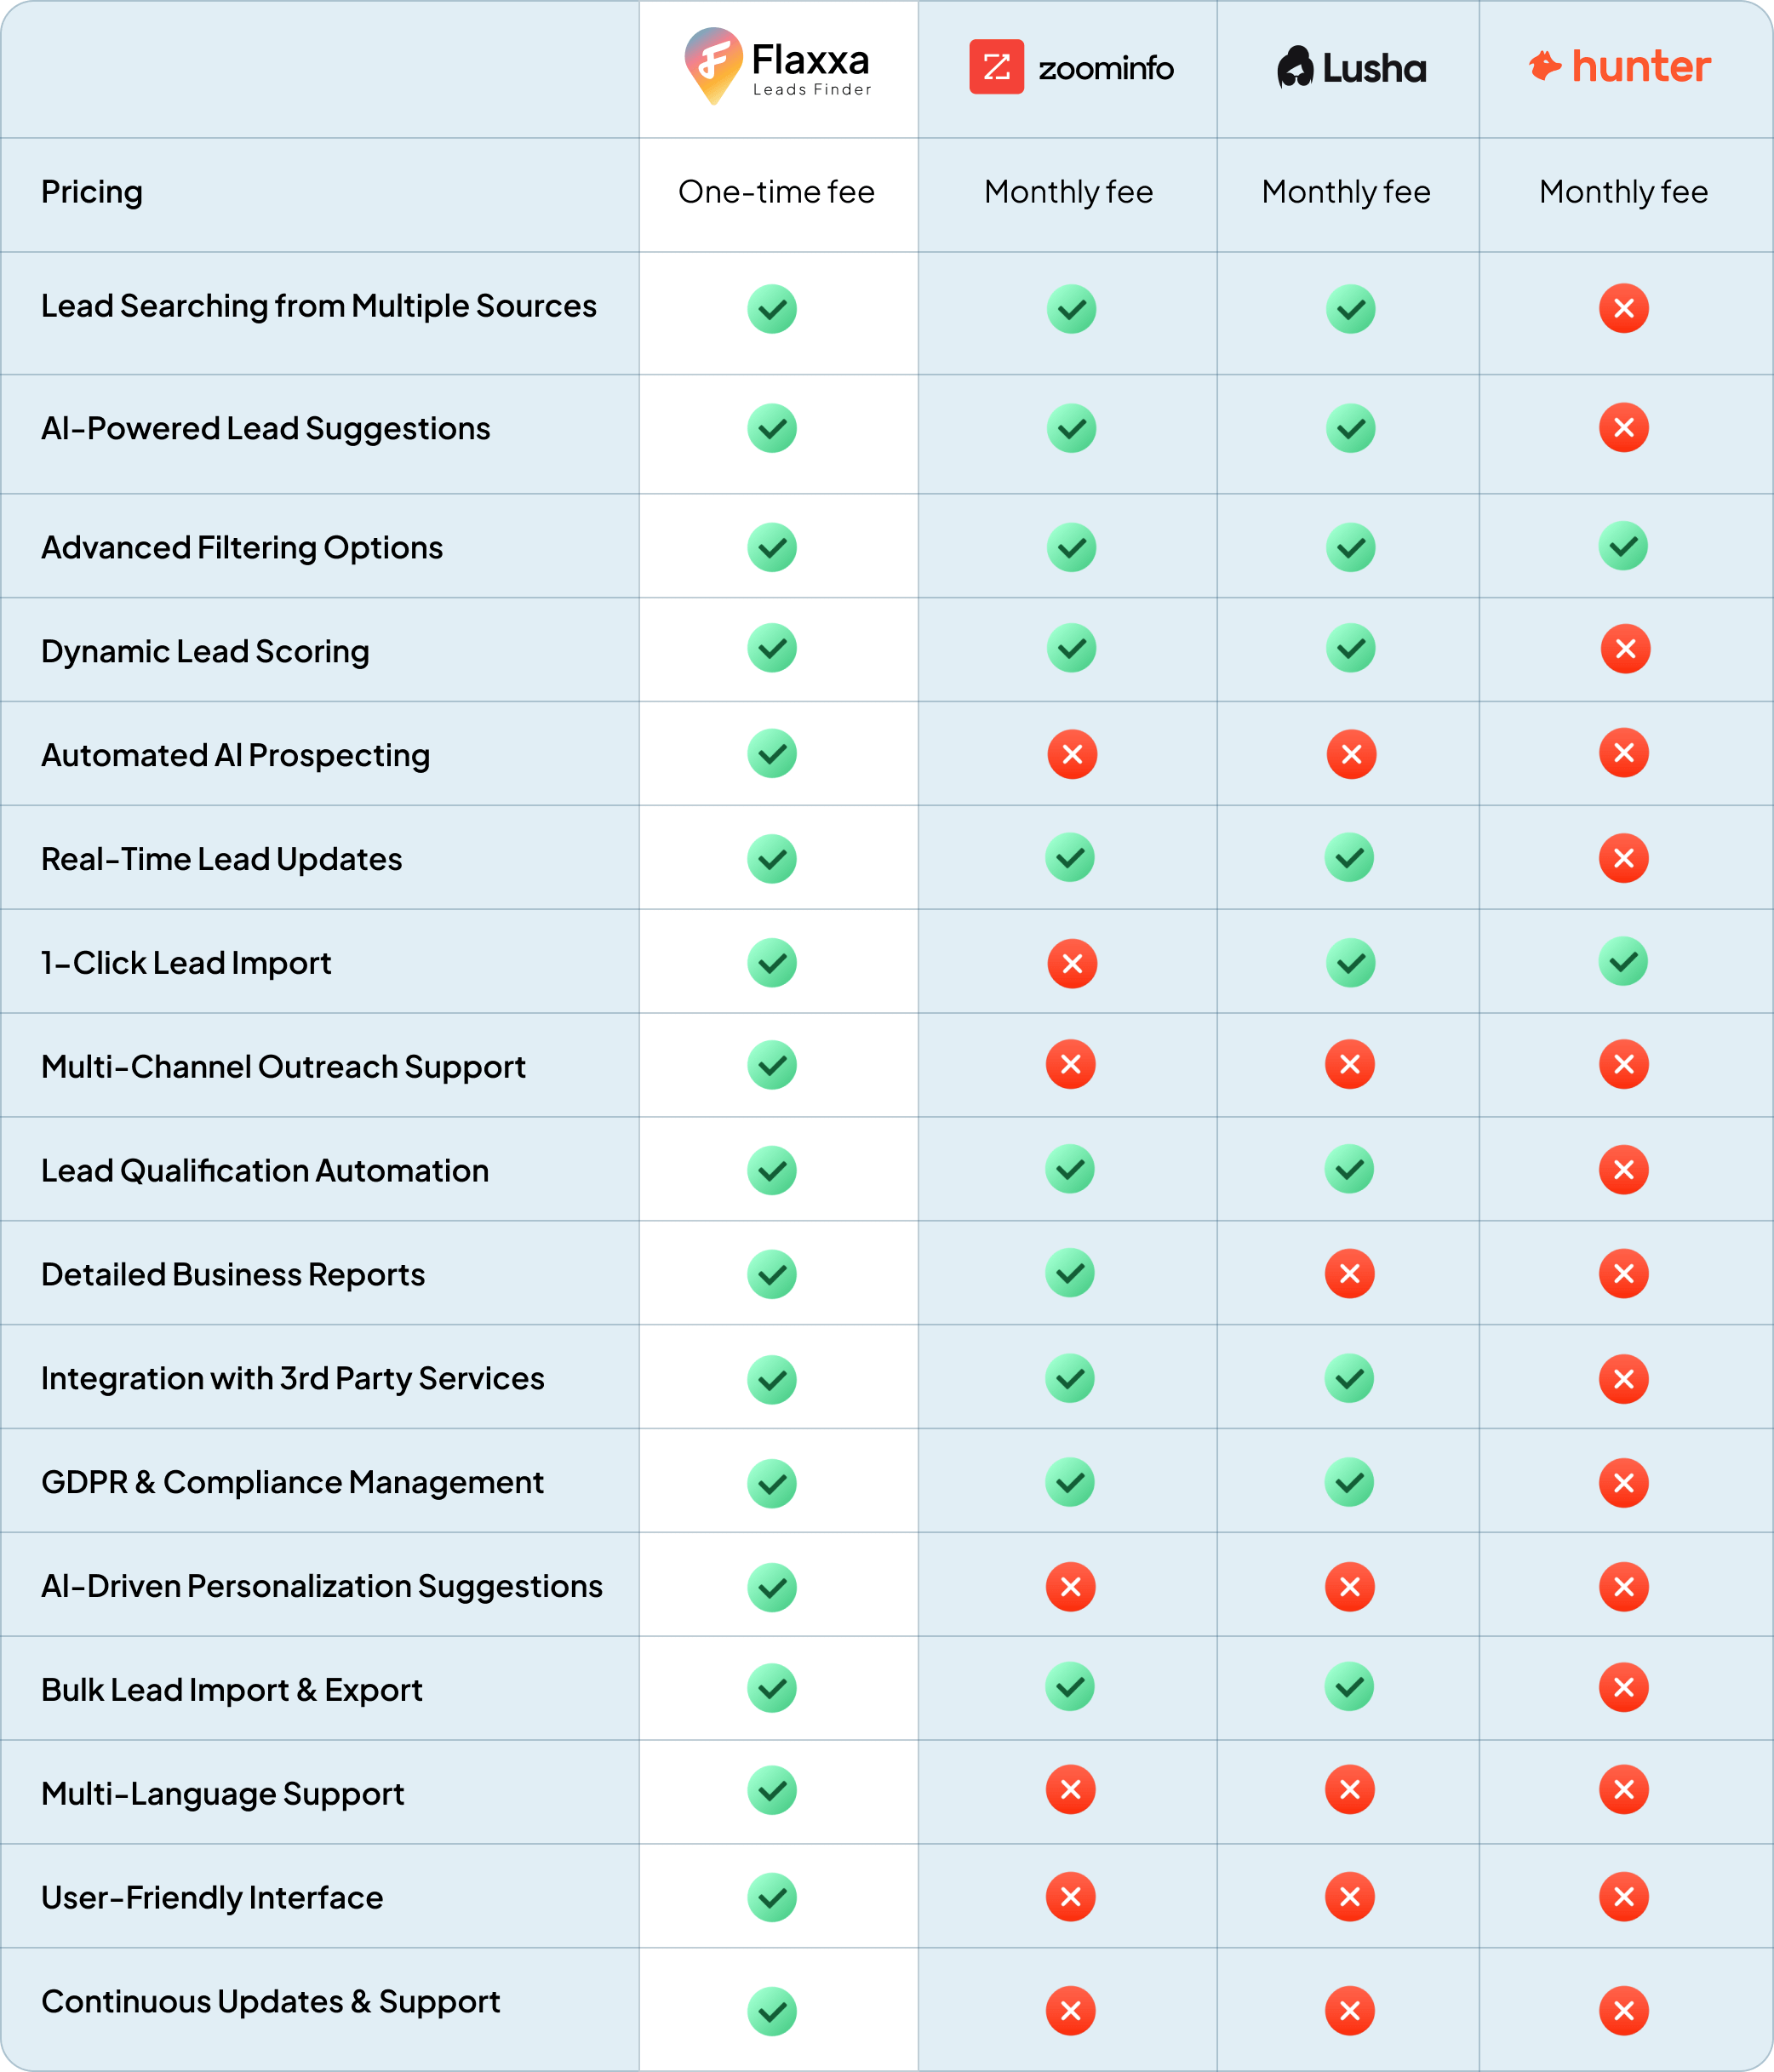 Flaxxa
Leads Finder
zoominfo
Lusha
hunter
Pricing
One-time fee
Monthly fee
Monthly fee
Monthly fee
Lead Searching from Multiple Sources
AI-Powered Lead Suggestions
Advanced Filtering Options
Dynamic Lead Scoring
Automated AI Prospecting
Real-Time Lead Updates
1–Click Lead Import
Multi-Channel Outreach Support
Lead Qualification Automation
Detailed Business Reports
Integration with 3rd Party Services
GDPR & Compliance Management
AI-Driven Personalization Suggestions
Bulk Lead Import & Export
Multi-Language Support
User-Friendly Interface
Continuous Updates & Support